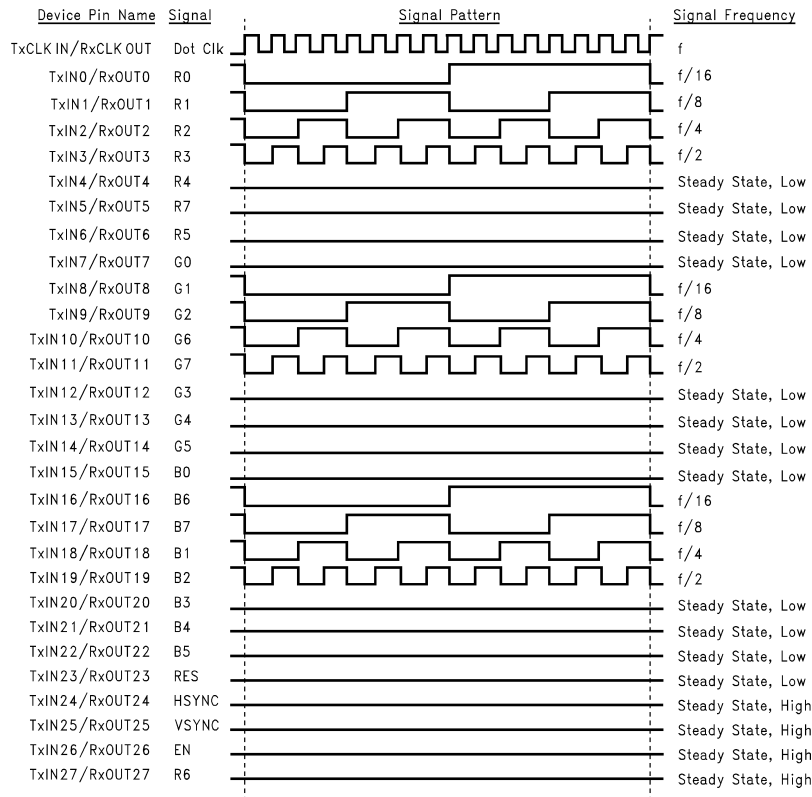 Device Pin Name Signal Signal Pattern Signal Frequency
TxCLK IN/RxCLK OUT Dot Clk f
TxIN0/RxOUT0 R0 f/16
TxIN1/RxOUT1 R1 f/8
TxIN2/RxOUT2 R2 f/4
TxIN3/RxOUT3 R3 f/2
TxIN4/RxOUT4 R4 Steady State, Low
TxIN5/RxOUT5 R7 Steady State, Low
TxIN6/RxOUT6 R5 Steady State, Low
TxIN7/RxOUT7 G0 Steady State, Low
TxIN8/RxOUT8 G1 f/16
TxIN9/RxOUT9 G2 f/8
TxIN10/RxOUT10 G6 f/4
TxIN11/RxOUT11 G7 f/2
TxIN12/RxOUT12 G3 Steady State, Low
TxIN13/RxOUT13 G4 Steady State, Low
TxIN14/RxOUT14 G5 Steady State, Low
TxIN15/RxOUT15 B0 Steady State, Low
TxIN16/RxOUT16 B6 f/16
TxIN17/RxOUT17 B7 f/8
TxIN18/RxOUT18 B1 f/4
TxIN19/RxOUT19 B2 f/2
TxIN20/RxOUT20 B3 Steady State, Low
TxIN21/RxOUT21 B4 Steady State, Low
TxIN22/RxOUT22 B5 Steady State, Low
TxIN23/RxOUT23 RES Steady State, Low
TxIN24/RxOUT24 HSYNC Steady State, High
TxIN25/RxOUT25 VSYNC Steady State, High
TxIN26/RxOUT26 EN Steady State, High
TxIN27/RxOUT27 R6 Steady State, High